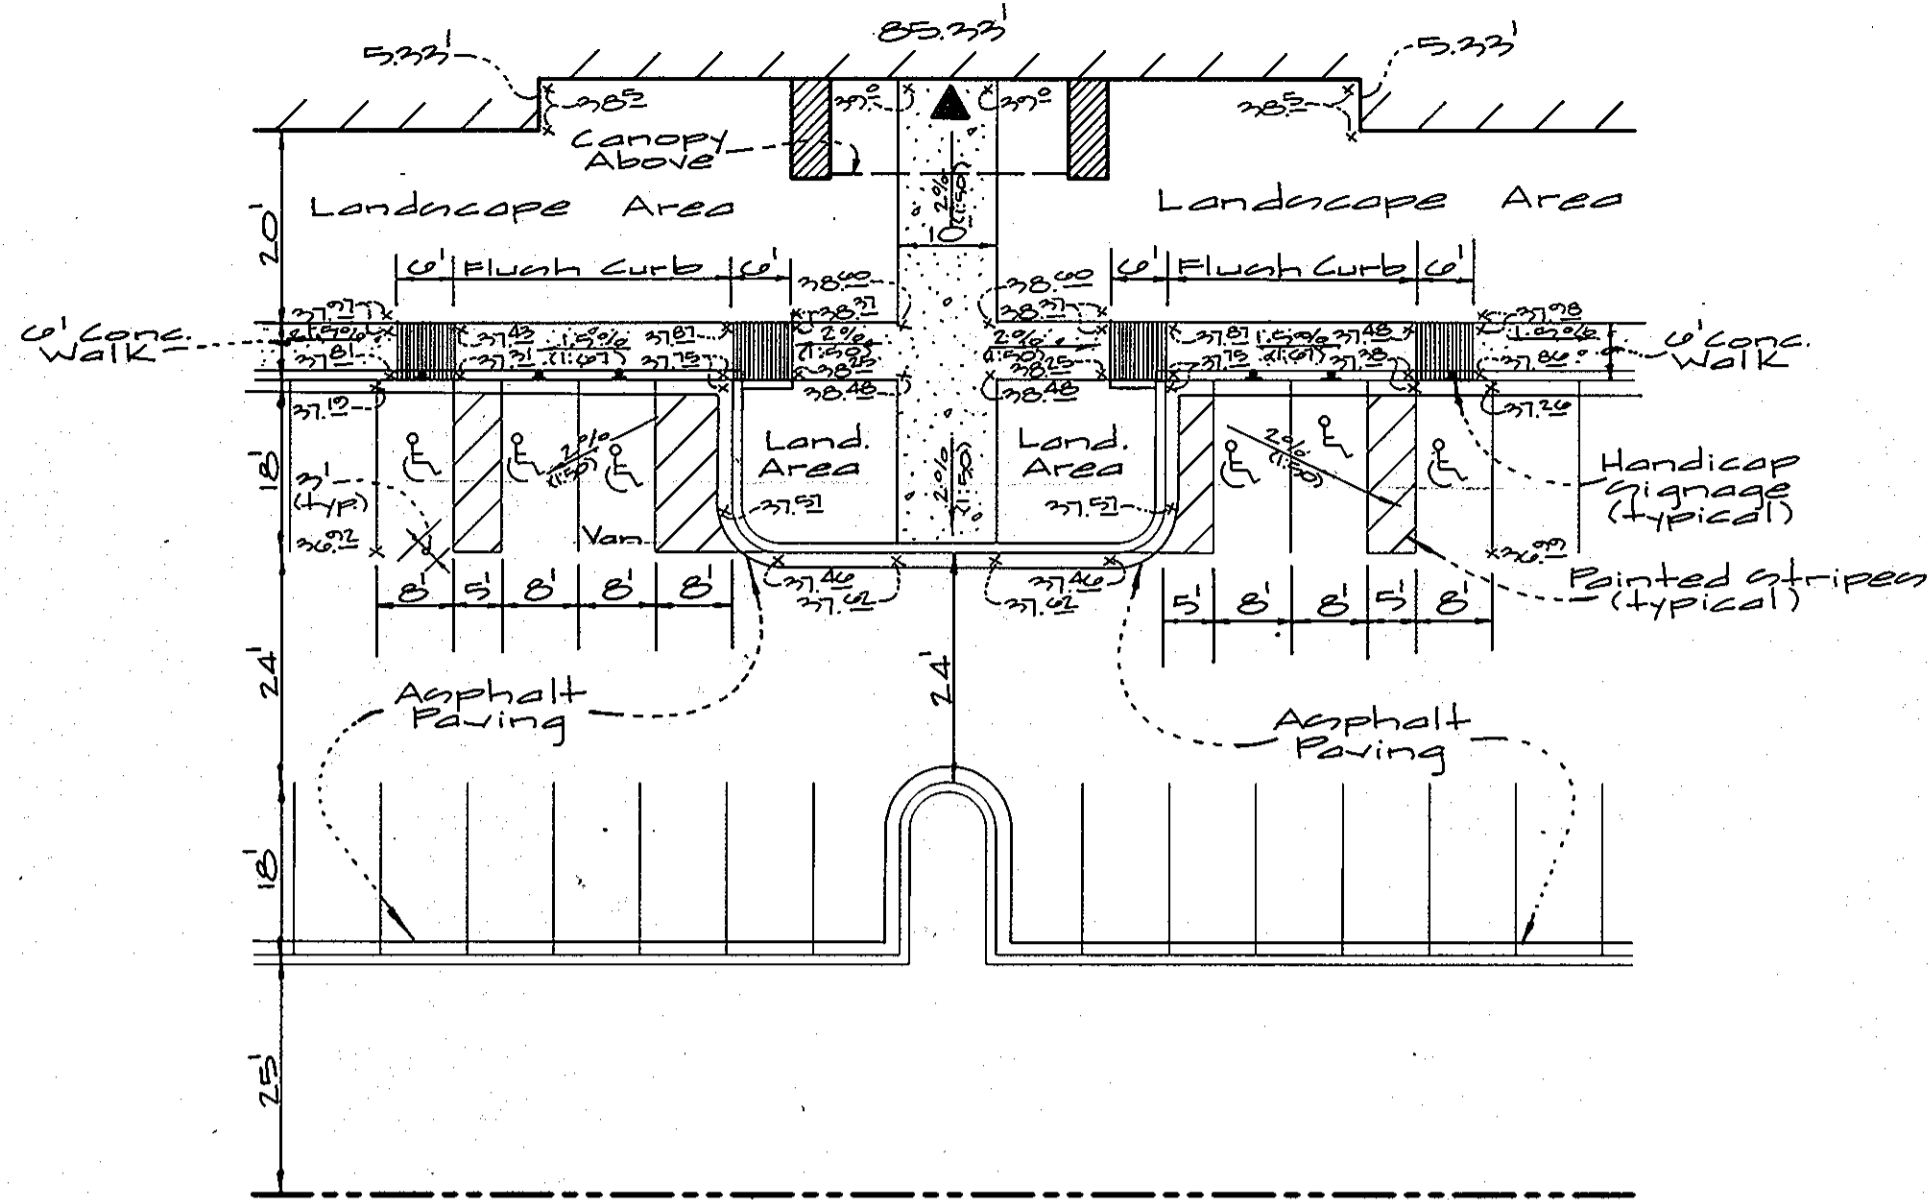 85.33'
5.33'
5.33'
38.5
39.0
39.0
38.5
Canopy
Above
2%
(1:50)
Landscape Area
Landscape Area
20'
10'
6' Flush Curb 6'
6' Flush Curb 6'
38.60
38.60
37.97
38.37
38.37
37.98
6' Conc.
Walk
1.5%
37.43
1.5%
(1:67)
37.87
2%
(1:50)
2%
(1:50)
37.87
1.5%
(1:67)
37.48
6' Conc.
Walk
37.81
37.31
37.75
38.25
38.25
37.75
37.38
37.86
38.48
38.48
37.19
37.26
18'
3'
(typ.)
2%
(1:50)
Land.
Area
2%
(1:50)
Land.
Area
2%
(1:50)
Handicap
Signage
(typical)
37.57
37.57
36.92
Van
36.99
37.46
37.62
37.46
37.62
Painted Stripes
(typical)
8' 5' 8' 8' 8'
5' 8' 8' 5' 8'
24'
24'
Asphalt
Paving
Asphalt
Paving
18'
25'